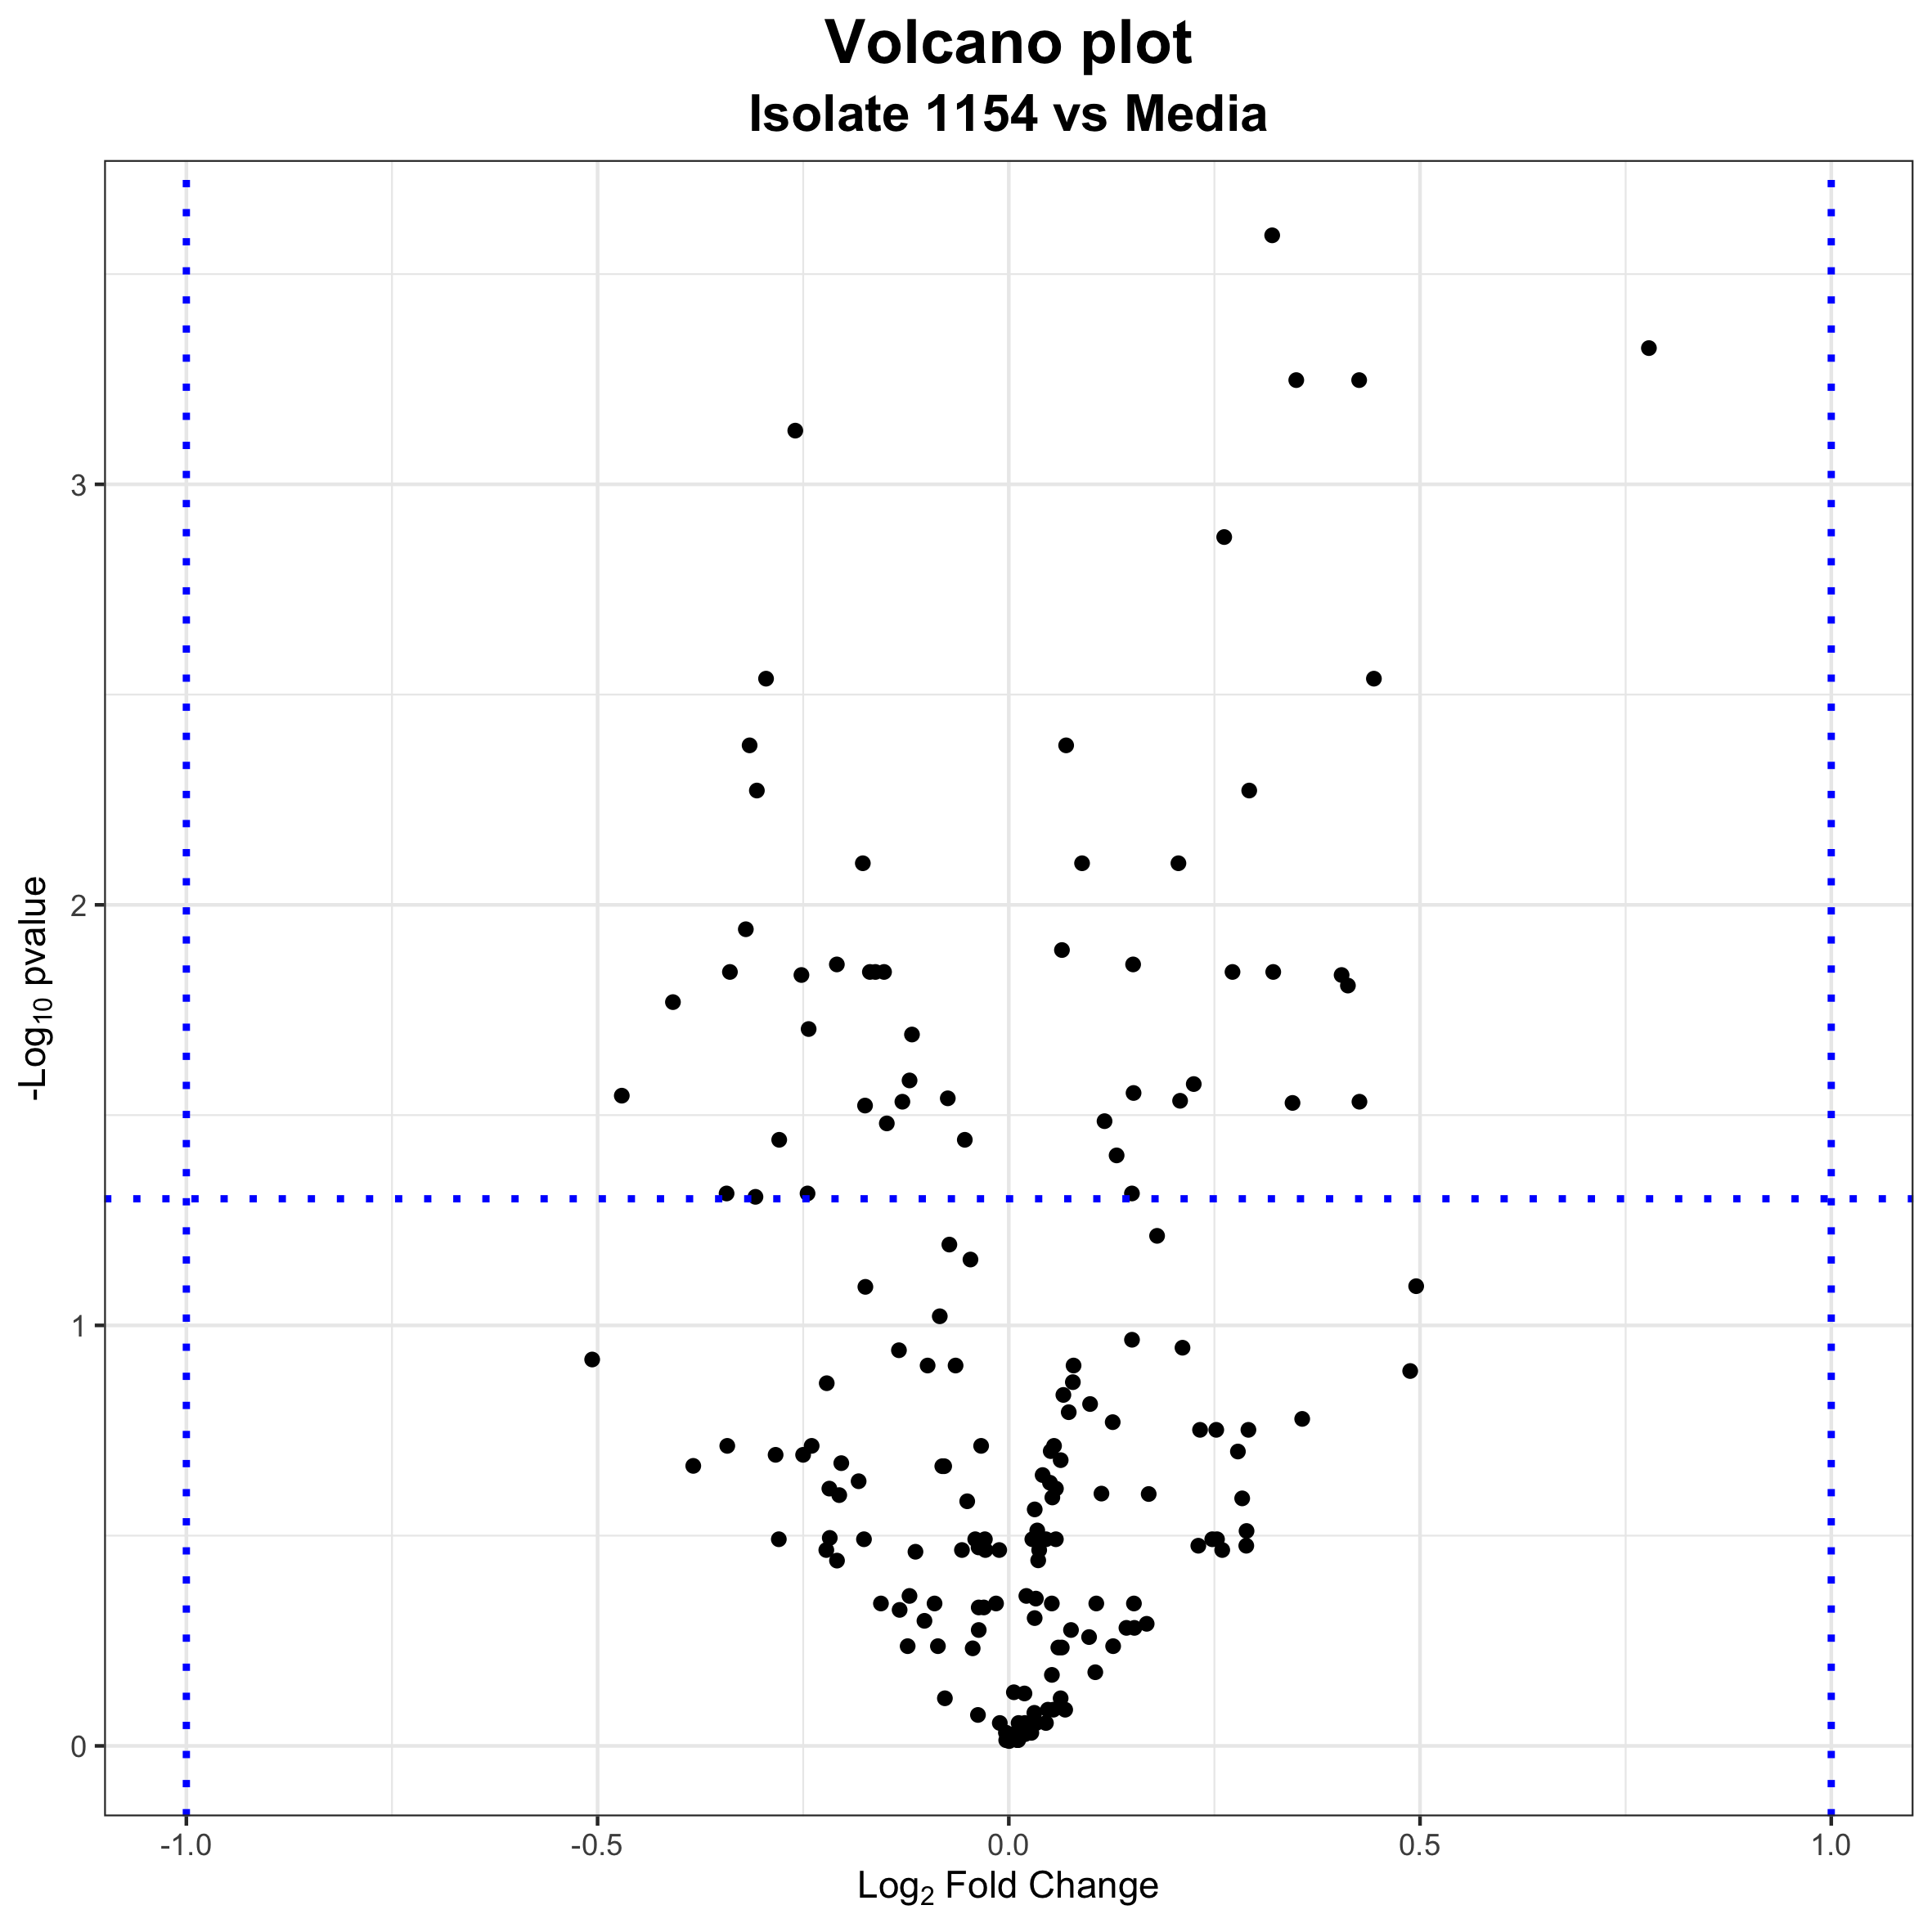 Volcano plot
Isolate 1154 vs Media
-Log10 pvalue
3
2
1
0
-1.0 -0.5 0.0 0.5 1.0
Log2 Fold Change